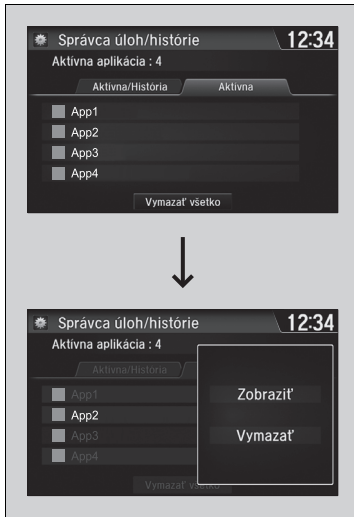 Správca úloh/histórie 12:34
Aktívna aplikácia : 4
Aktívna/História Aktívna
App1
App2
App3
App4
Vymazať všetko
Správca úloh/histórie 12:34
Aktívna aplikácia : 4
Aktívna/História
App1
App2
App3
App4
Zobraziť
Vymazať
Vymazať všetko